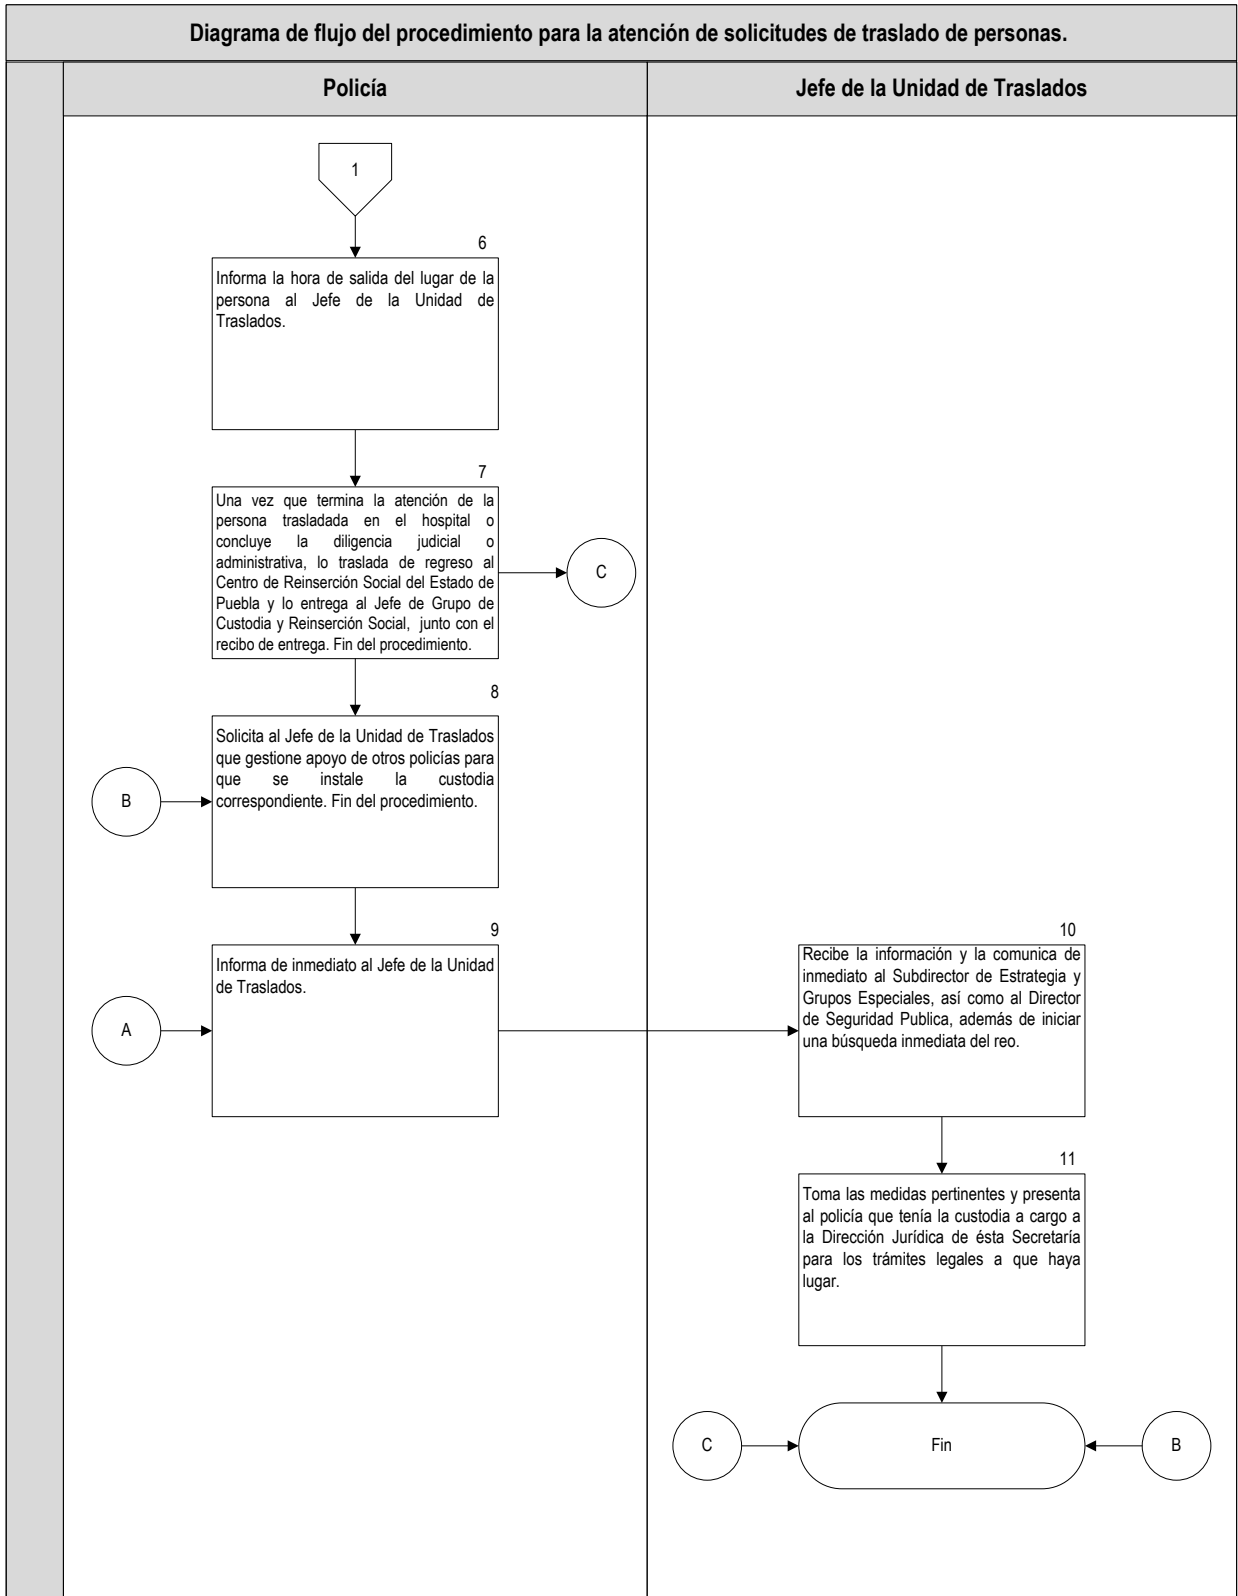 Diagrama de flujo del procedimiento para la atención de solicitudes de traslado de personas.
Policía
Jefe de la Unidad de Traslados
1
6
Informa la hora de salida del lugar de la
persona al Jefe de la Unidad de
Traslados.
7
Una vez que termina la atención de la
persona trasladada en el hospital o
concluye la diligencia judicial o
administrativa, lo traslada de regreso al
Centro de Reinserción Social del Estado de
Puebla y lo entrega al Jefe de Grupo de
Custodia y Reinserción Social, junto con el
recibo de entrega. Fin del procedimiento.
C
8
Solicita al Jefe de la Unidad de Traslados
que gestione apoyo de otros policías para
que se instale la custodia
correspondiente. Fin del procedimiento.
B
9
Informa de inmediato al Jefe de la Unidad
de Traslados.
A
10
Recibe la información y la comunica de
inmediato al Subdirector de Estrategia y
Grupos Especiales, así como al Director
de Seguridad Publica, además de iniciar
una búsqueda inmediata del reo.
11
Toma las medidas pertinentes y presenta
al policía que tenía la custodia a cargo a
la Dirección Jurídica de ésta Secretaría
para los trámites legales a que haya
lugar.
C
Fin
B